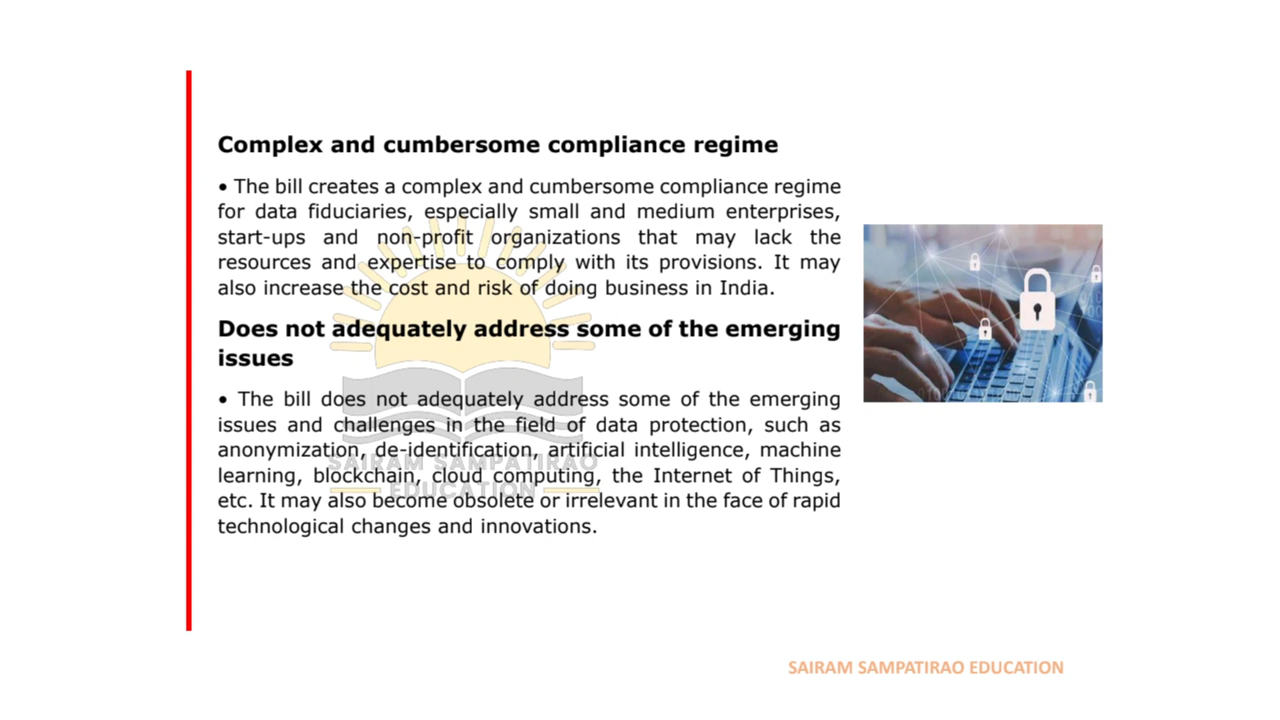 Complex and cumbersome compliance regime
• The bill creates a complex and cumbersome compliance regime
for data fiduciaries, especially small and medium enterprises,
start-ups and non-profit organizations that may lack the
resources and expertise to comply with its provisions. It may
also increase the cost and risk of doing business in India.
Does not adequately address some of the emerging
issues
• The bill does not adequately address some of the emerging
issues and challenges in the field of data protection, such as
anonymization, de-identification, artificial intelligence, machine
learning, blockchain, cloud computing, the Internet of Things,
etc. It may also become obsolete or irrelevant in the face of rapid
technological changes and innovations.
SAIRAM SAMPATIRAO
EDUCATION
SAIRAM SAMPATIRAO EDUCATION